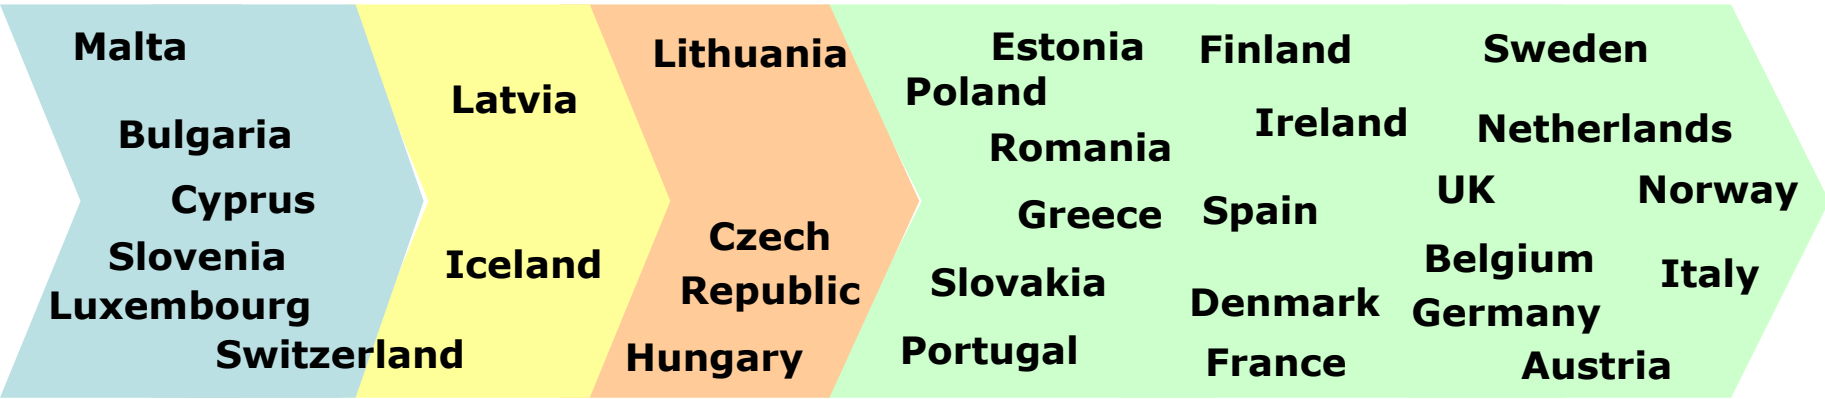 Malta
Bulgaria
Cyprus
Slovenia
Luxembourg
Switzerland
Latvia
Iceland
Lithuania
Czech
Republic
Hungary
Estonia
Poland
Romania
Greece
Slovakia
Portugal
Finland
Ireland
Spain
Denmark
France
Sweden
Netherlands
UK
Norway
Belgium
Italy
Germany
Austria